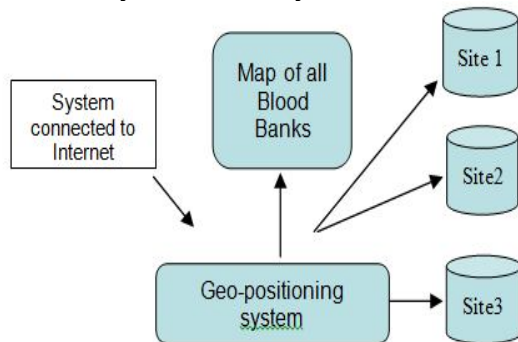 System
connected to
Internet
Map of all
Blood
Banks
Site 1
Site2
Geo-positioning
system
Site3